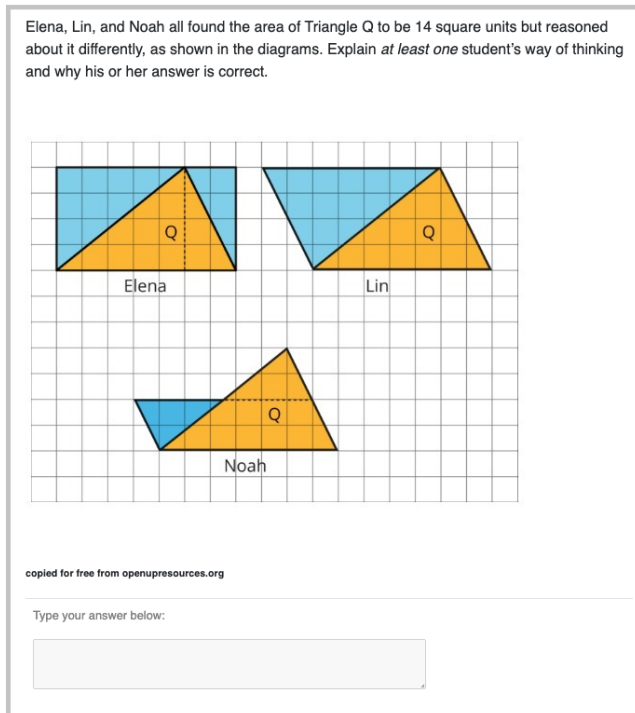 Elena, Lin, and Noah all found the area of Triangle Q to be 14 square units but reasoned
about it differently, as shown in the diagrams. Explain at least one student’s way of thinking
and why his or her answer is correct.
Q
Q
Elena
Lin
Q
Noah
copied for free from openupresources.org
Type your answer below: